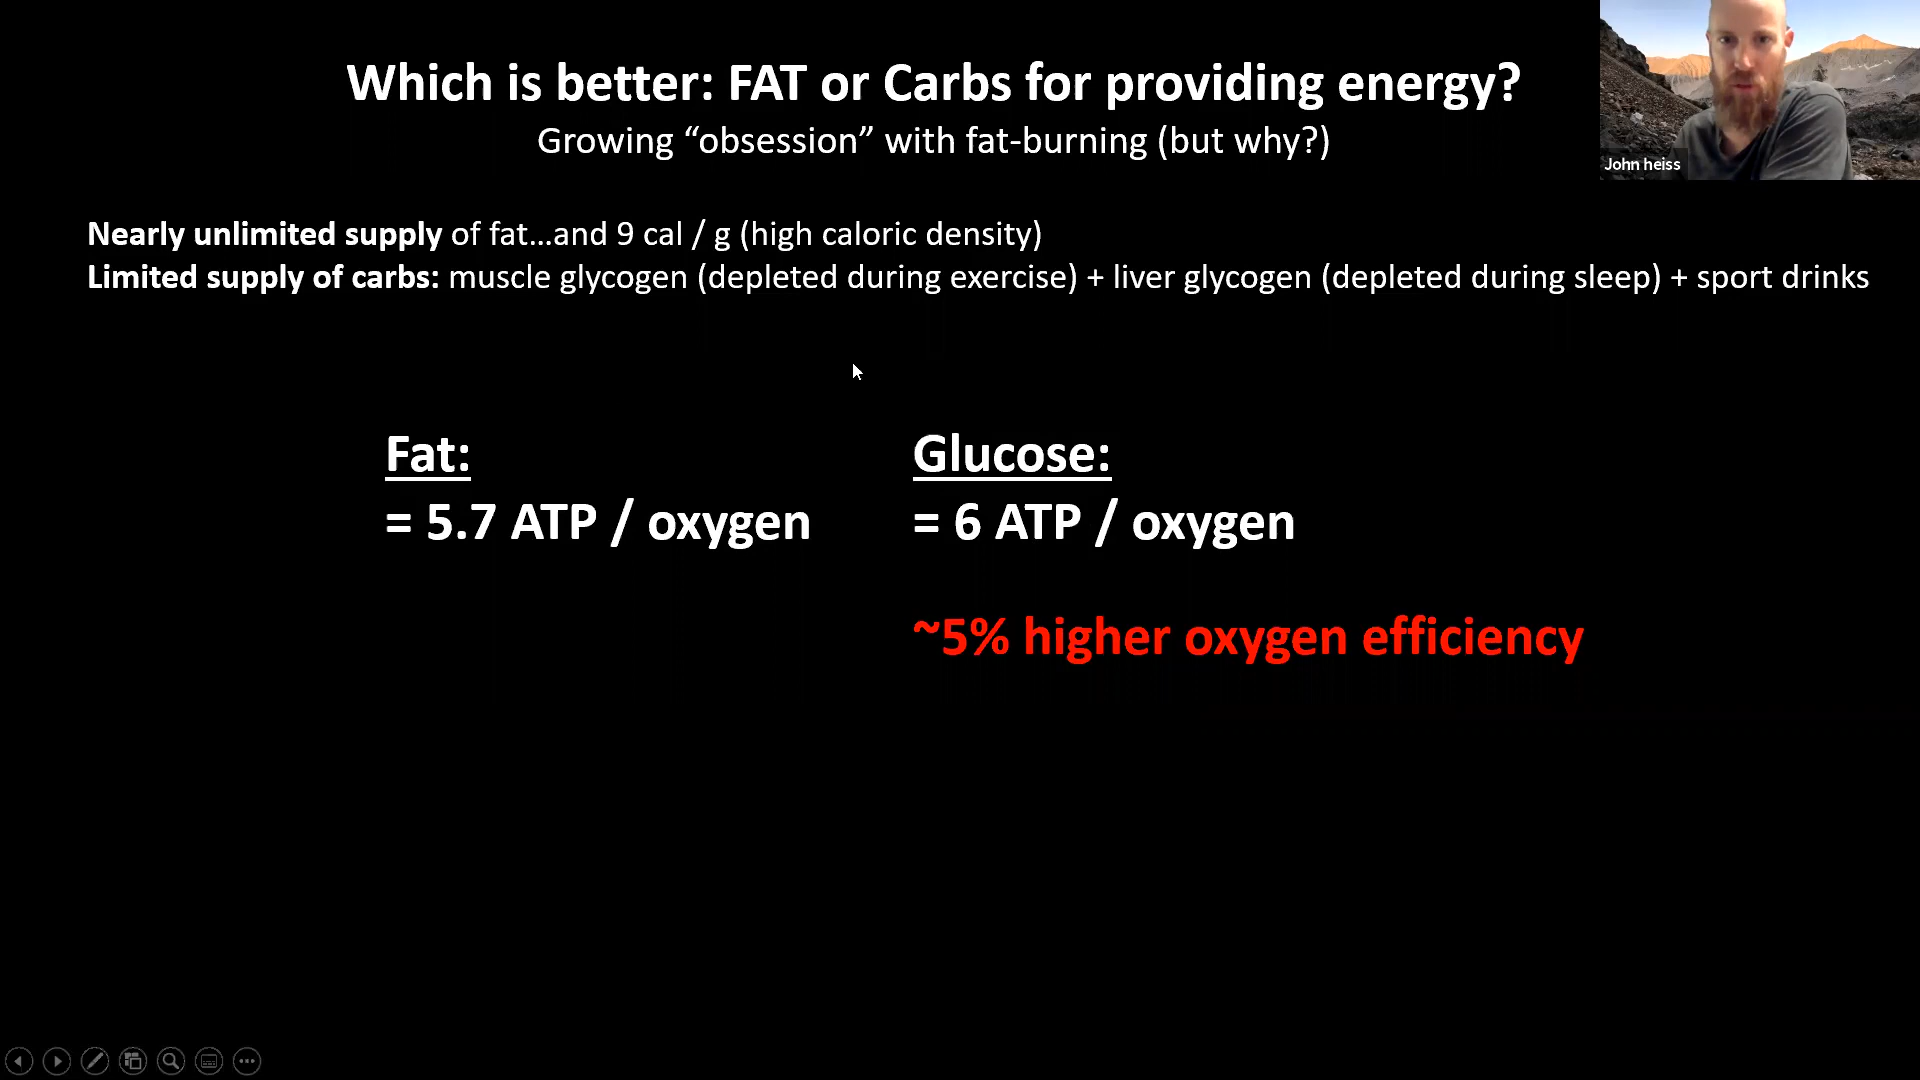 Which is better: FAT or Carbs for providing energy?
Growing “obsession” with fat-burning (but why?)
John heiss
Nearly unlimited supply of fat...and 9 cal / g (high caloric density)
Limited supply of carbs: muscle glycogen (depleted during exercise) + liver glycogen (depleted during sleep) + sport drinks
Fat:
= 5.7 ATP / oxygen
Glucose:
= 6 ATP / oxygen
~5% higher oxygen efficiency